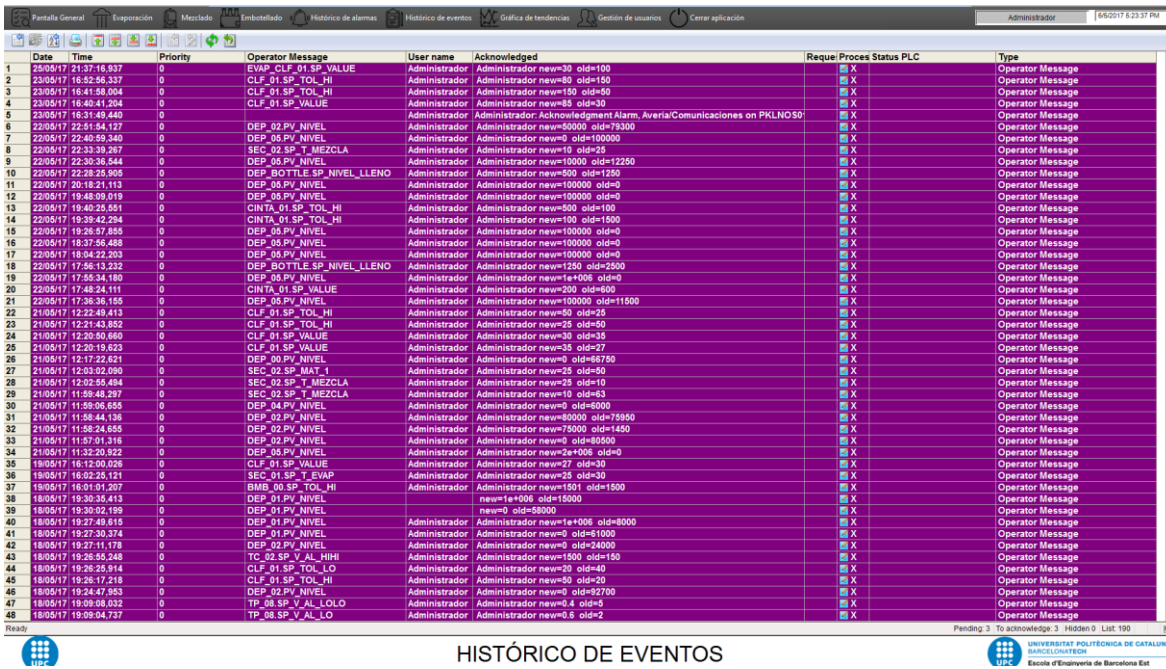 Pantalla General Evaporación Mezclado Embotellado Histórico de alarmas Histórico de eventos Gráfica de tendencias Gestión de usuarios Cerrar aplicación Administrador 6/5/2017 5:23:37 PM
Date Time Priority Operator Message User name Acknowledged Reque Proces Status PLC Type
1 25/05/17 21:37:16,937 0 EVAP_CLF_01.SP_VALUE Administrador Administrador new=30 old=100 X Operator Message
2 23/05/17 16:52:56,337 0 CLF_01.SP_TOL_HI Administrador Administrador new=80 old=150 X Operator Message
3 23/05/17 16:41:58,004 0 CLF_01.SP_TOL_HI Administrador Administrador new=150 old=50 X Operator Message
4 23/05/17 16:40:41,204 0 CLF_01.SP_VALUE Administrador Administrador new=85 old=30 X Operator Message
5 23/05/17 16:31:49,440 0 Administrador Administrador: Acknowledgment Alarm, Averia/Comunicaciones on PKLNOS0 X Operator Message
6 22/05/17 22:51:54,127 0 DEP_02.PV_NIVEL Administrador Administrador new=50000 old=79300 X Operator Message
7 22/05/17 22:40:59,340 0 DEP_05.PV_NIVEL Administrador Administrador new=0 old=100000 X Operator Message
8 22/05/17 22:33:39,267 0 SEC_02.SP_T_MEZCLA Administrador Administrador new=10 old=25 X Operator Message
9 22/05/17 22:30:36,544 0 DEP_05.PV_NIVEL Administrador Administrador new=10000 old=12250 X Operator Message
10 22/05/17 22:28:25,905 0 DEP_BOTTLE.SP_NIVEL_LLENO Administrador Administrador new=500 old=1250 X Operator Message
11 22/05/17 20:18:21,113 0 DEP_05.PV_NIVEL Administrador Administrador new=100000 old=0 X Operator Message
12 22/05/17 19:48:09,019 0 DEP_05.PV_NIVEL Administrador Administrador new=100000 old=0 X Operator Message
13 22/05/17 19:40:25,551 0 CINTA_01.SP_TOL_HI Administrador Administrador new=500 old=100 X Operator Message
14 22/05/17 19:39:42,294 0 CINTA_01.SP_TOL_HI Administrador Administrador new=100 old=1500 X Operator Message
15 22/05/17 19:26:57,855 0 DEP_05.PV_NIVEL Administrador Administrador new=100000 old=0 X Operator Message
16 22/05/17 18:37:56,488 0 DEP_05.PV_NIVEL Administrador Administrador new=100000 old=0 X Operator Message
17 22/05/17 18:04:22,203 0 DEP_05.PV_NIVEL Administrador Administrador new=100000 old=0 X Operator Message
18 22/05/17 17:56:13,232 0 DEP_BOTTLE.SP_NIVEL_LLENO Administrador Administrador new=1250 old=2500 X Operator Message
19 22/05/17 17:55:34,180 0 DEP_05.PV_NIVEL Administrador Administrador new=1e+006 old=0 X Operator Message
20 22/05/17 17:48:24,111 0 CINTA_01.SP_VALUE Administrador Administrador new=200 old=600 X Operator Message
21 22/05/17 17:36:36,155 0 DEP_05.PV_NIVEL Administrador Administrador new=100000 old=11500 X Operator Message
22 21/05/17 12:22:49,413 0 CLF_01.SP_TOL_HI Administrador Administrador new=50 old=25 X Operator Message
23 21/05/17 12:21:43,852 0 CLF_01.SP_TOL_HI Administrador Administrador new=25 old=50 X Operator Message
24 21/05/17 12:20:50,660 0 CLF_01.SP_VALUE Administrador Administrador new=30 old=35 X Operator Message
25 21/05/17 12:20:19,623 0 CLF_01.SP_VALUE Administrador Administrador new=35 old=27 X Operator Message
26 21/05/17 12:17:22,621 0 DEP_00.PV_NIVEL Administrador Administrador new=0 old=66750 X Operator Message
27 21/05/17 12:03:02,090 0 SEC_02.SP_MAT_1 Administrador Administrador new=25 old=50 X Operator Message
28 21/05/17 12:02:55,494 0 SEC_02.SP_T_MEZCLA Administrador Administrador new=25 old=10 X Operator Message
29 21/05/17 11:59:48,297 0 SEC_02.SP_T_MEZCLA Administrador Administrador new=10 old=63 X Operator Message
30 21/05/17 11:59:06,655 0 DEP_04.PV_NIVEL Administrador Administrador new=0 old=6000 X Operator Message
31 21/05/17 11:58:44,136 0 DEP_02.PV_NIVEL Administrador Administrador new=80000 old=75950 X Operator Message
32 21/05/17 11:58:24,655 0 DEP_02.PV_NIVEL Administrador Administrador new=75000 old=1450 X Operator Message
33 21/05/17 11:57:01,316 0 DEP_02.PV_NIVEL Administrador Administrador new=0 old=80500 X Operator Message
34 21/05/17 11:32:20,922 0 DEP_05.PV_NIVEL Administrador Administrador new=2e+006 old=0 X Operator Message
35 19/05/17 16:12:00,026 0 CLF_01.SP_VALUE Administrador Administrador new=27 old=30 X Operator Message
36 19/05/17 16:02:25,121 0 SEC_01.SP_T_EVAP Administrador Administrador new=25 old=30 X Operator Message
37 19/05/17 16:01:01,207 0 BMB_00.SP_TOL_HI Administrador Administrador new=1501 old=1500 X Operator Message
38 18/05/17 19:30:35,413 0 DEP_01.PV_NIVEL new=1e+006 old=15000 X Operator Message
39 18/05/17 19:30:02,199 0 DEP_01.PV_NIVEL new=0 old=58000 X Operator Message
40 18/05/17 19:27:49,615 0 DEP_01.PV_NIVEL Administrador Administrador new=1e+006 old=8000 X Operator Message
41 18/05/17 19:27:30,374 0 DEP_01.PV_NIVEL Administrador Administrador new=0 old=61000 X Operator Message
42 18/05/17 19:27:11,178 0 DEP_02.PV_NIVEL Administrador Administrador new=0 old=24000 X Operator Message
43 18/05/17 19:26:55,248 0 TC_02.SP_V_AL_HIHI Administrador Administrador new=1500 old=150 X Operator Message
44 18/05/17 19:26:25,914 0 CLF_01.SP_TOL_LO Administrador Administrador new=20 old=40 X Operator Message
45 18/05/17 19:26:17,218 0 CLF_01.SP_TOL_HI Administrador Administrador new=50 old=20 X Operator Message
46 18/05/17 19:24:47,953 0 DEP_02.PV_NIVEL Administrador Administrador new=0 old=92700 X Operator Message
47 18/05/17 19:09:08,032 0 TP_08.SP_V_AL_LOLO Administrador Administrador new=0.4 old=5 X Operator Message
48 18/05/17 19:09:04,737 0 TP_08.SP_V_AL_LO Administrador Administrador new=0.6 old=2 X Operator Message
Ready Pending: 3 To acknowledge: 3 Hidden 0 List: 190
HISTÓRICO DE EVENTOS
UPC
UPC
UNIVERSITAT POLITÈCNICA DE CATALUN
BARCELONATECH
Escola d'Enginyeria de Barcelona Est